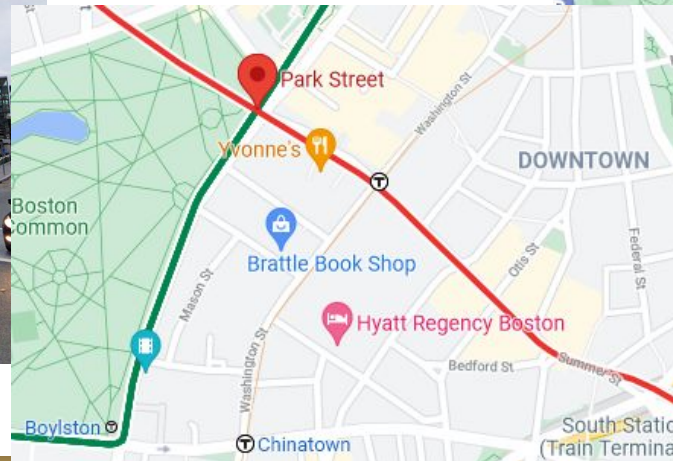 Park Street
Washington St
Yvonne's
DOWNTOWN
Boston
Common
Brattle Book Shop
Otis St
Federal St
Mason St
Hyatt Regency Boston
Washington St
Bedford St
Summer St
Boylston T
T Chinatown
South Static
(Train Termina
T